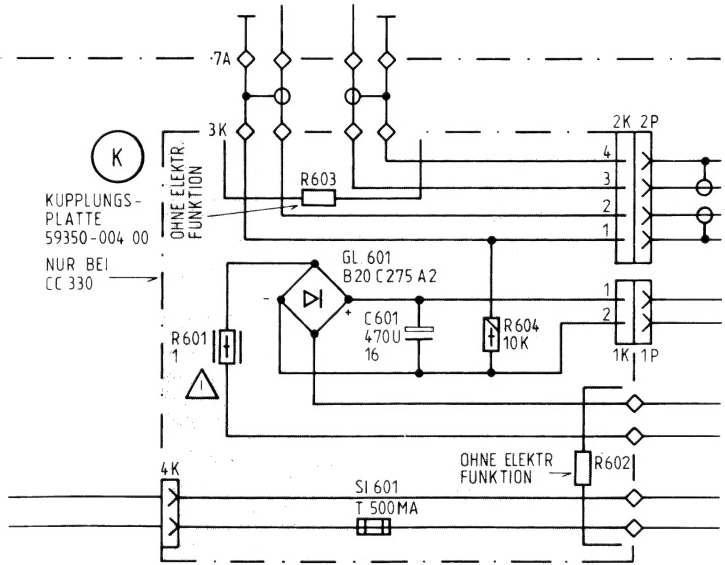 7A
3K
2K 2P
K
OHNE ELEKTR.
FUNKTION
R603
4
3
2
1
KUPPLUNGS-
PLATTE
59350-004 00
NUR BEI
CC 330
GL 601
B20 C275 A2
-
+
1
2
C601
470U
16
R604
10K
R601
1
!
1K 1P
4K
OHNE ELEKTR
FUNKTION
R602
SI 601
T 500MA